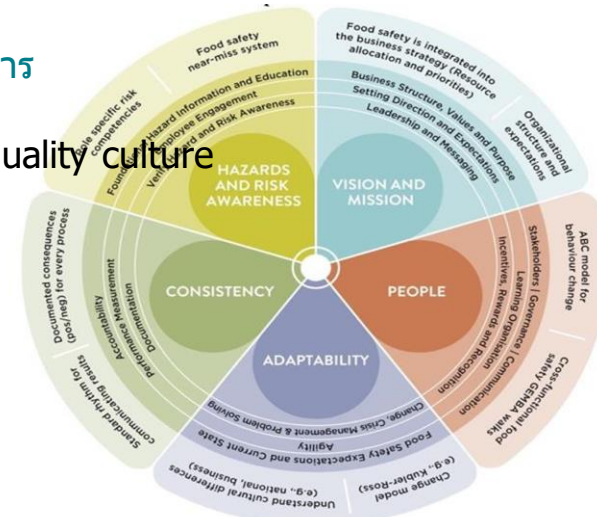 าร
uality culture
Food safety
near-miss system
Role specific risk
competencies
Hazard Information and Education
Employee Engagement
Hazard and Risk Awareness
HAZARDS
AND RISK
AWARENESS
Food safety is integrated into
the business strategy (Resource
allocation and priorities)
Organizational
structure and
expectations
Business Structure, Values and Purpose
Setting Direction and Expectations
Leadership and Messaging
VISION AND
MISSION
ABC model for
behaviour change
Cross-functional food
safety GEMBA walks
Stakeholders | Governance | Communication
Learning Organisation
Incentives, Rewards and Recognition
PEOPLE
Change model
(e.g., Kubler-Ross)
Understand cultural differences
(e.g., national, business)
Food Safety Expectations and Current State
Agility
Change, Crisis Management & Problem Solving
ADAPTABILITY
Documented consequences
(pos/neg) for every process
Standard rhythm for
communicating results
Accountability
Performance Measurement
Documentation
CONSISTENCY